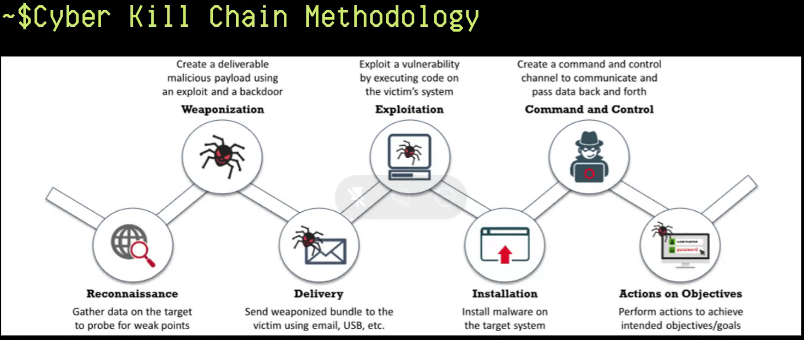 ~$Cyber Kill Chain Methodology
Create a deliverable
malicious payload using
an exploit and a backdoor
Weaponization
Exploit a vulnerability
by executing code on
the victim's system
Exploitation
Create a command and control
channel to communicate and
pass data back and forth
Command and Control
Reconnaissance
Gather data on the target
to probe for weak points
Delivery
Send weaponized bundle to the
victim using email, USB, etc.
Installation
Install malware on
the target system
username
password
Actions on Objectives
Perform actions to achieve
intended objectives/goals